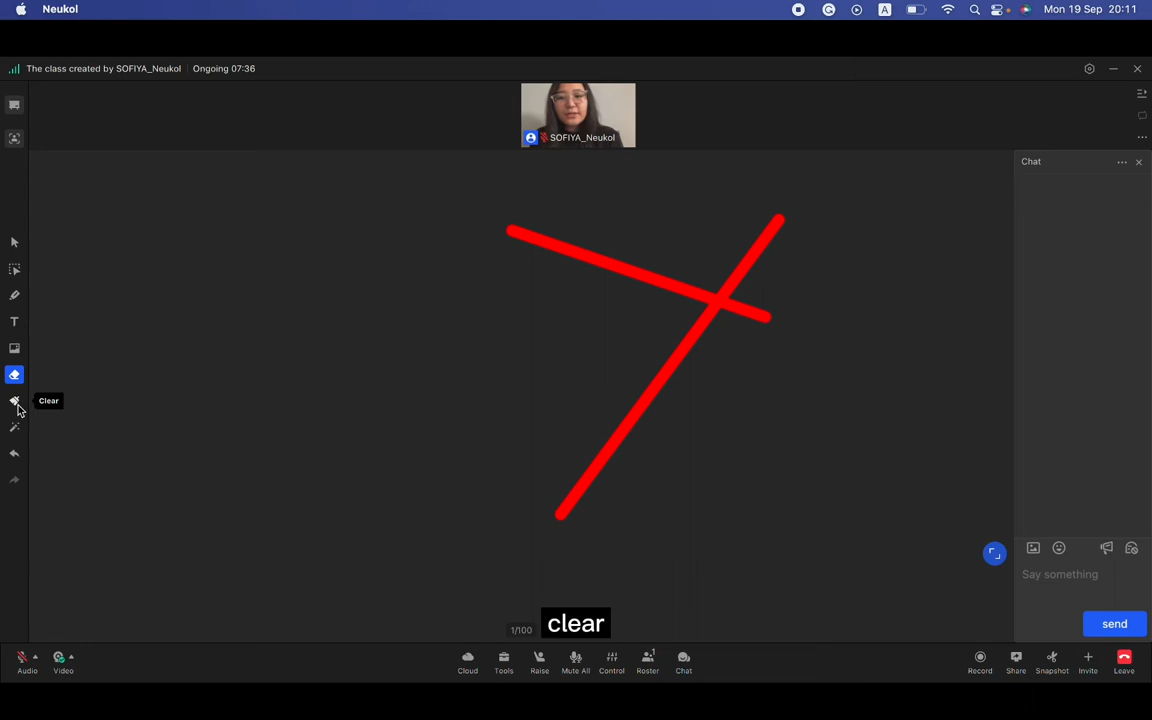 Neukol
A
Mon 19 Sep 20:11
The class created by SOFIYA_Neukol
Ongoing 07:36
SOFIYA_Neukol
Chat
T
Clear
Say something
send
1/100
clear
Audio
Video
Cloud
Tools
Raise
Mute All
Control
1
Roster
Chat
Record
Share
Snapshot
Invite
Leave